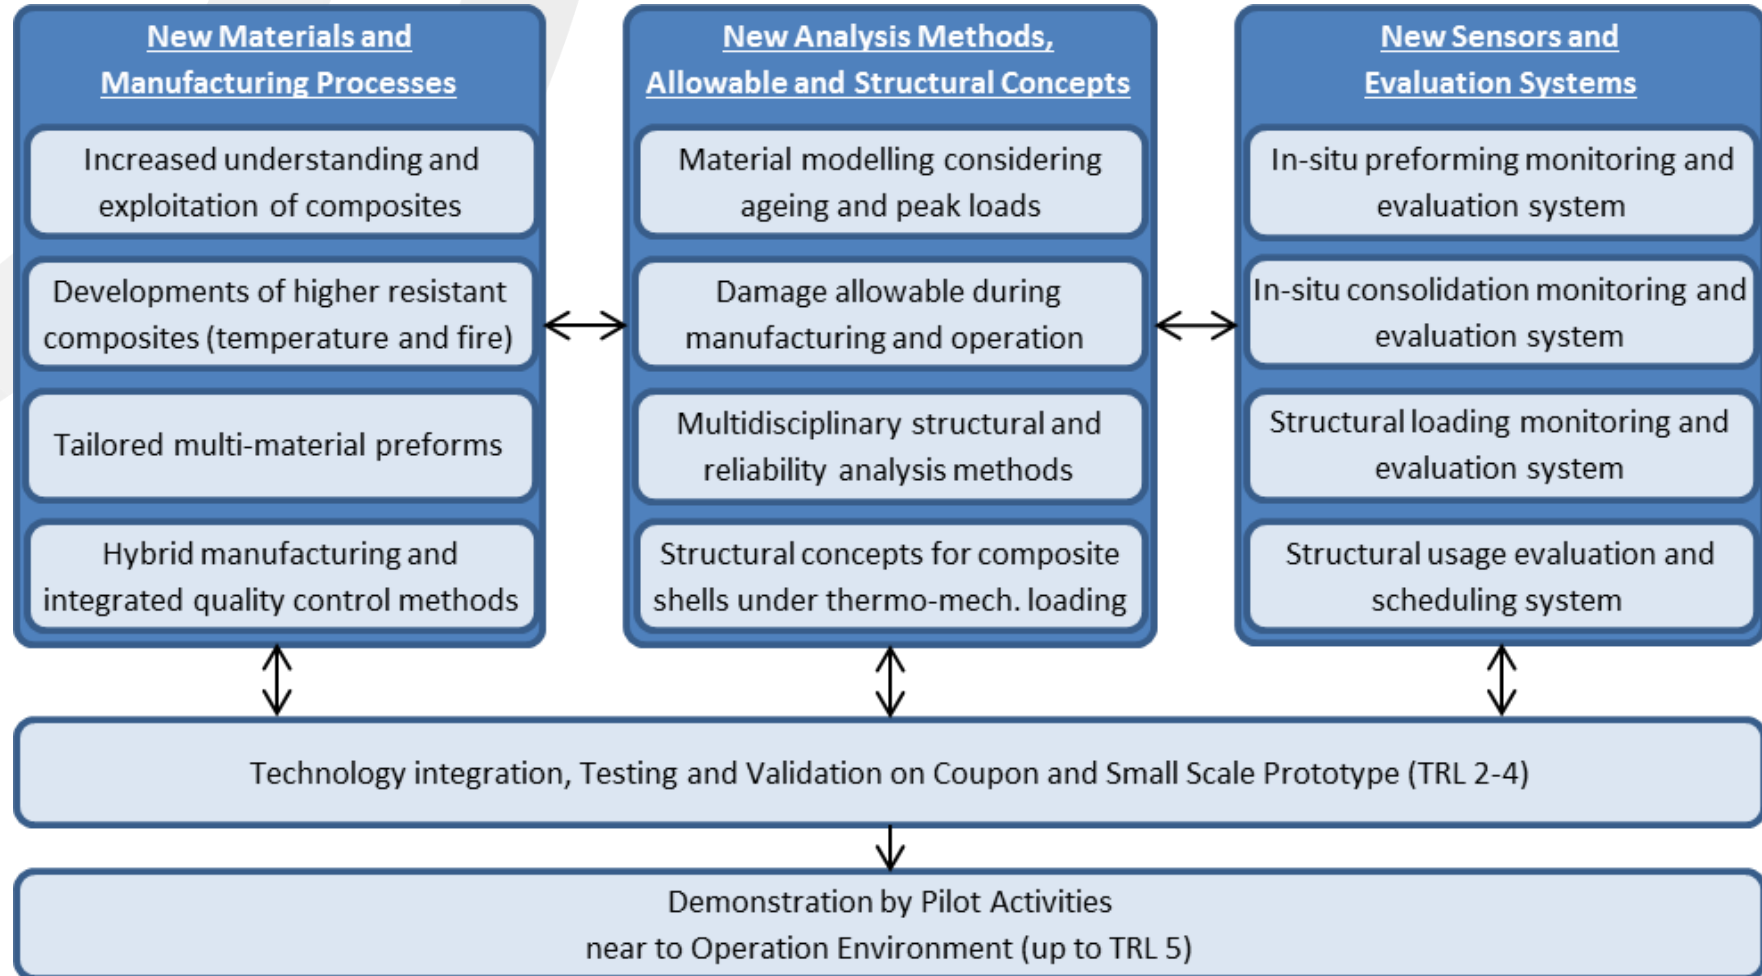 New Materials and
Manufacturing Processes
Increased understanding and
exploitation of composites
Developments of higher resistant
composites (temperature and fire)
Tailored multi-material preforms
Hybrid manufacturing and
integrated quality control methods
New Analysis Methods,
Allowable and Structural Concepts
Material modelling considering
ageing and peak loads
Damage allowable during
manufacturing and operation
Multidisciplinary structural and
reliability analysis methods
Structural concepts for composite
shells under thermo-mech. loading
New Sensors and
Evaluation Systems
In-situ preforming monitoring and
evaluation system
In-situ consolidation monitoring and
evaluation system
Structural loading monitoring and
evaluation system
Structural usage evaluation and
scheduling system
Technology integration, Testing and Validation on Coupon and Small Scale Prototype (TRL 2-4)
Demonstration by Pilot Activities
near to Operation Environment (up to TRL 5)